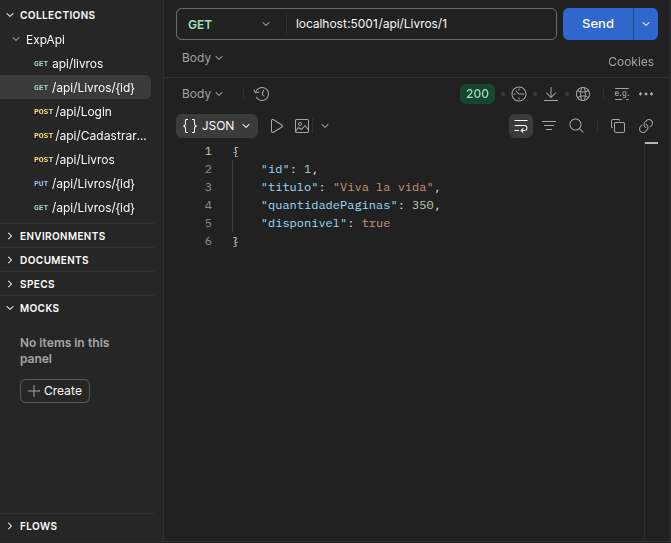 COLLECTIONS
ExpApi
GET api/livros
GET /api/Livros/{id}
POST /api/Login
POST /api/Cadastrar...
POST /api/Livros
PUT /api/Livros/{id}
GET /api/Livros/{id}
ENVIRONMENTS
DOCUMENTS
SPECS
MOCKS
No items in this
panel
Create
FLOWS
GET localhost:5001/api/Livros/1 Send
Body
Cookies
Body 200 e.g.
{} JSON
1 {
2 "id": 1,
3 "titulo": "Viva la vida",
4 "quantidadePaginas": 350,
5 "disponivel": true
6 }